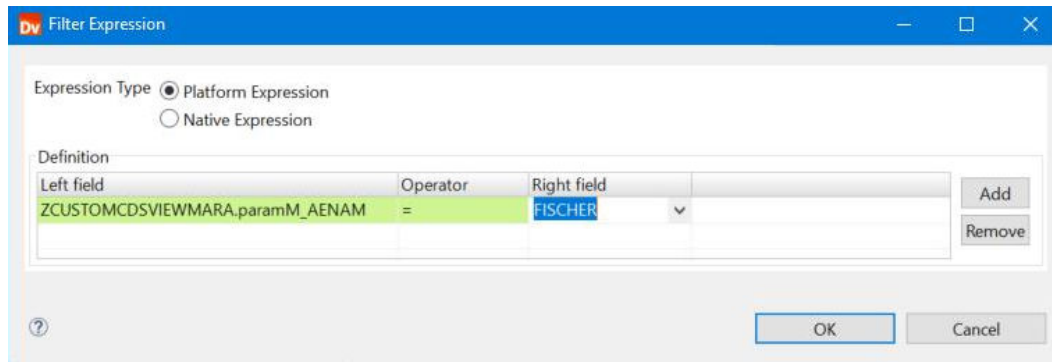 Dv Filter Expression
Expression Type Platform Expression
Native Expression
Definition
Left field Operator Right field
ZCUSTOMCDSVIEWMARA.paramM_AENAM = FISCHER
Add
Remove
? OK Cancel